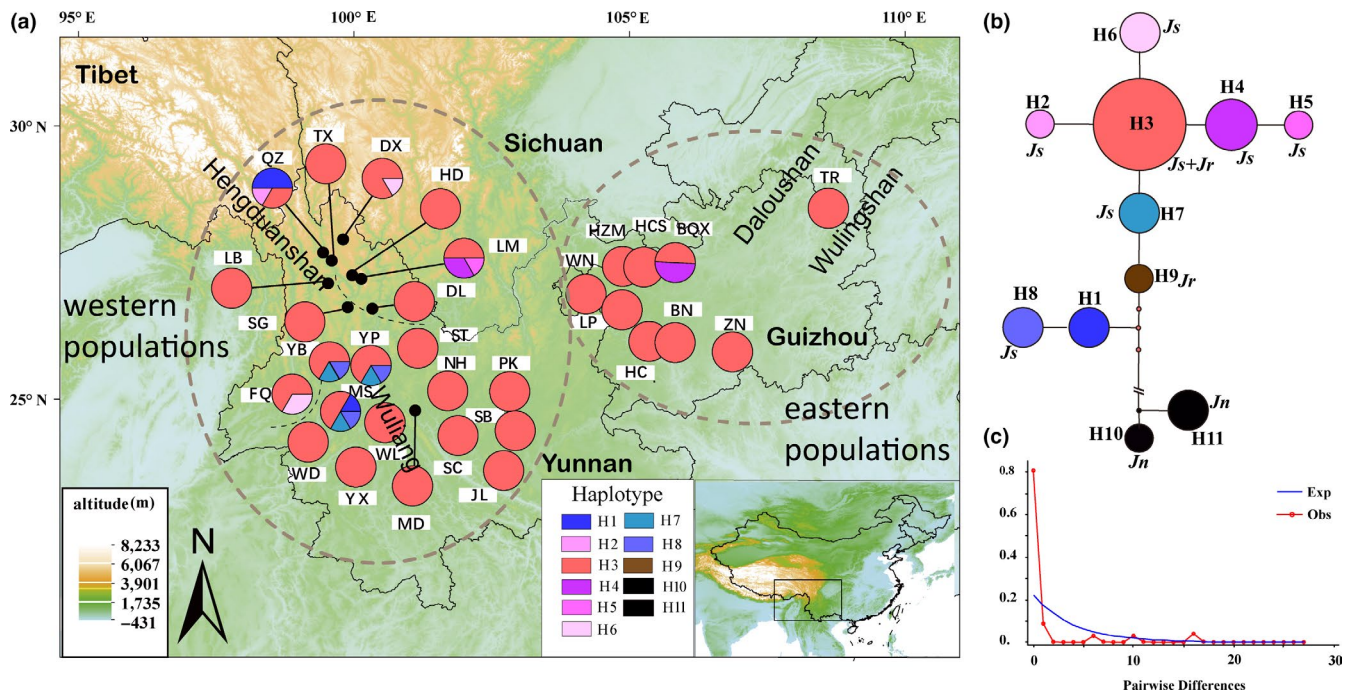 (a)
95° E
100° E
105° E
110° E
30° N
25° N
Tibet
Sichuan
Hengduanshan
Daloushan
Wulingshan
Guizhou
Yunnan
Wuliang
western
populations
eastern
populations
QZ
TX
DX
HD
LM
LB
SG
DL
YB
YP
ST
NH
PK
FQ
MS
SB
WD
YX
WL
MD
SC
JL
TR
HZM
HCS
BQX
WN
LP
BN
HC
ZN
altitude (m)
8,233
6,067
3,901
1,735
−431
N
Haplotype
H1
H2
H3
H4
H5
H6
H7
H8
H9
H10
H11
(b)
H6
Js
H2
Js
H3
Js+Jr
H4
Js
H5
Js
Js
H7
H9
Jr
H8
Js
H1
H10
Jn
H11
Jn
(c)
0.8
0.6
0.4
0.2
0.
0
10
20
30
Pairwise Differences
Exp
Obs